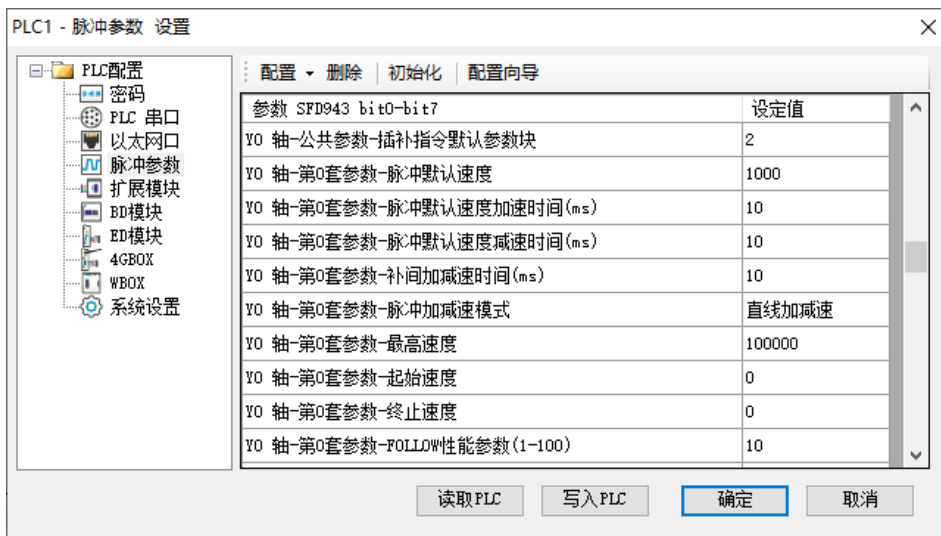 PLC1 - 脉冲参数 设置
PLC配置
密码
PLC 串口
以太网口
脉冲参数
扩展模块
BD模块
ED模块
4GBOX
WBOX
系统设置
配置 删除 初始化 配置向导
参数 SFD943 bit0-bit7 设定值
Y0 轴-公共参数-插补指令默认参数块 2
Y0 轴-第0套参数-脉冲默认速度 1000
Y0 轴-第0套参数-脉冲默认速度加速时间(ms) 10
Y0 轴-第0套参数-脉冲默认速度减速时间(ms) 10
Y0 轴-第0套参数-补间加减速时间(ms) 10
Y0 轴-第0套参数-脉冲加减速模式 直线加减速
Y0 轴-第0套参数-最高速度 100000
Y0 轴-第0套参数-起始速度 0
Y0 轴-第0套参数-终止速度 0
Y0 轴-第0套参数-FOLLOW性能参数(1-100) 10
读取PLC 写入PLC 确定 取消